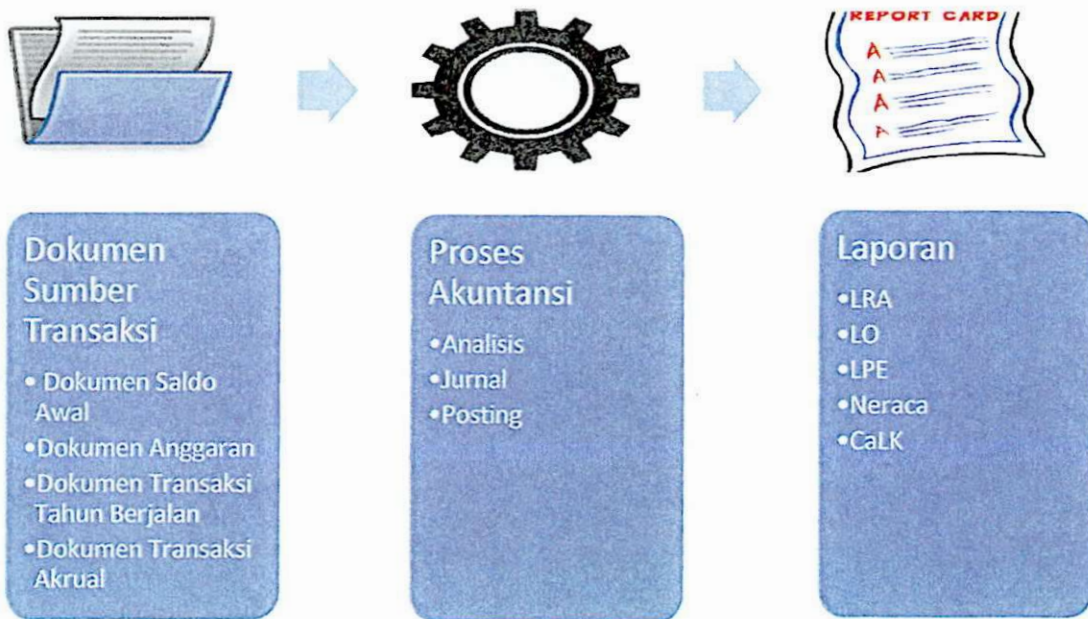 REPORT CARD
A
A
A
A
Dokumen
Sumber
Transaksi
• Dokumen Saldo
Awal
•Dokumen Anggaran
•Dokumen Transaksi
Tahun Berjalan
•Dokumen Transaksi
Akrual
Proses
Akuntansi
•Analisis
•Jurnal
•Posting
Laporan
•LRA
•LO
•LPE
•Neraca
•CaLK